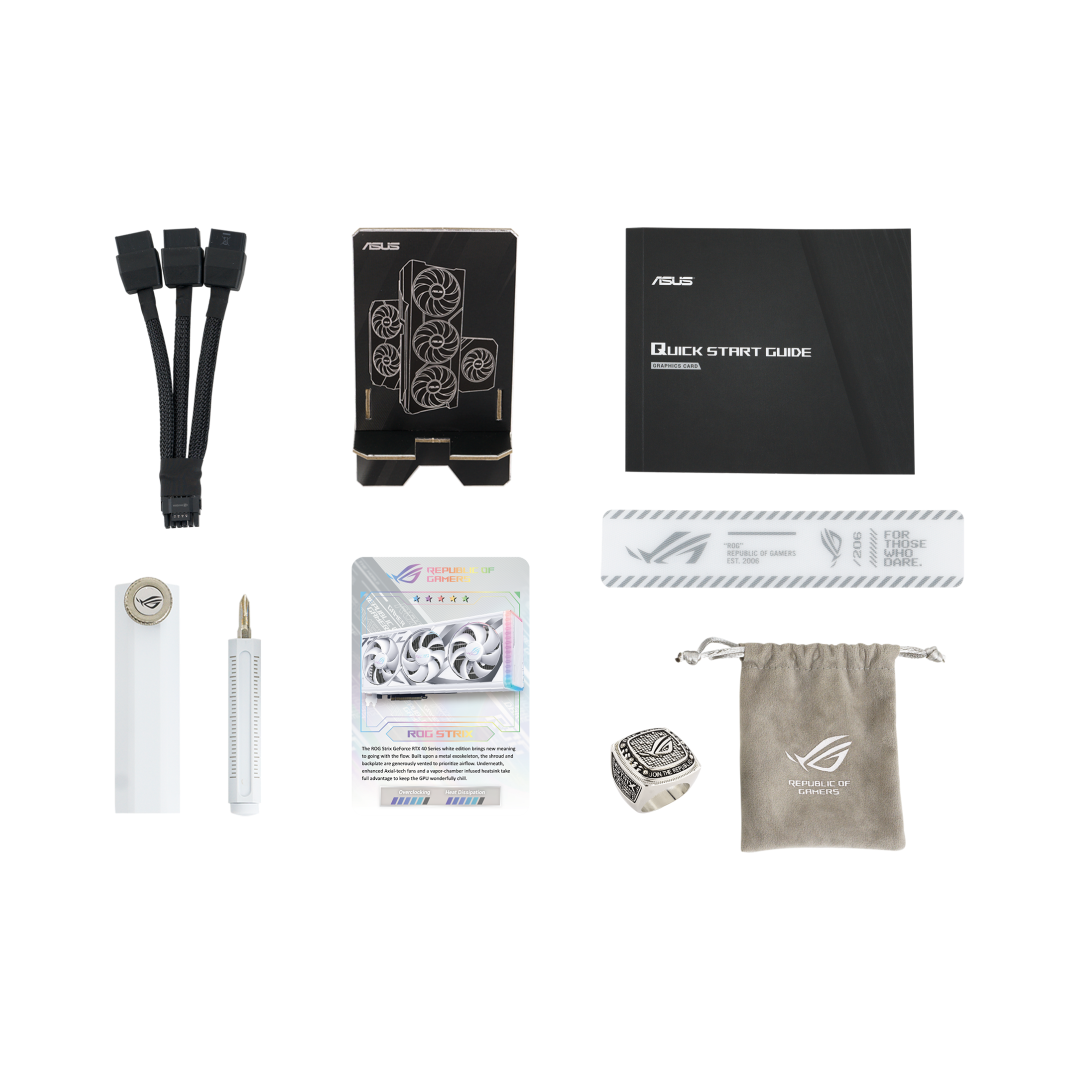 ASUS
ASUS
QUICK START GUIDE
GRAPHICS CARD
"ROG"
REPUBLIC OF GAMERS
EST. 2006
/206
FOR
THOSE
WHO
DARE.
REPUBLIC OF
GAMERS
ROG STRIX
The ROG Strix GeForce RTX 40 Series white edition brings new meaning
to going with the flow. Built upon a metal exoskeleton, the shroud and
backplate are generously vented to prioritize airflow. Underneath,
enhanced Axial-tech fans and a vapor-chamber infused heatsink take
full advantage to keep the GPU wonderfully chill.
Overclocking
Heat Dissipation
JOIN THE REPUBLIC
REPUBLIC OF
GAMERS